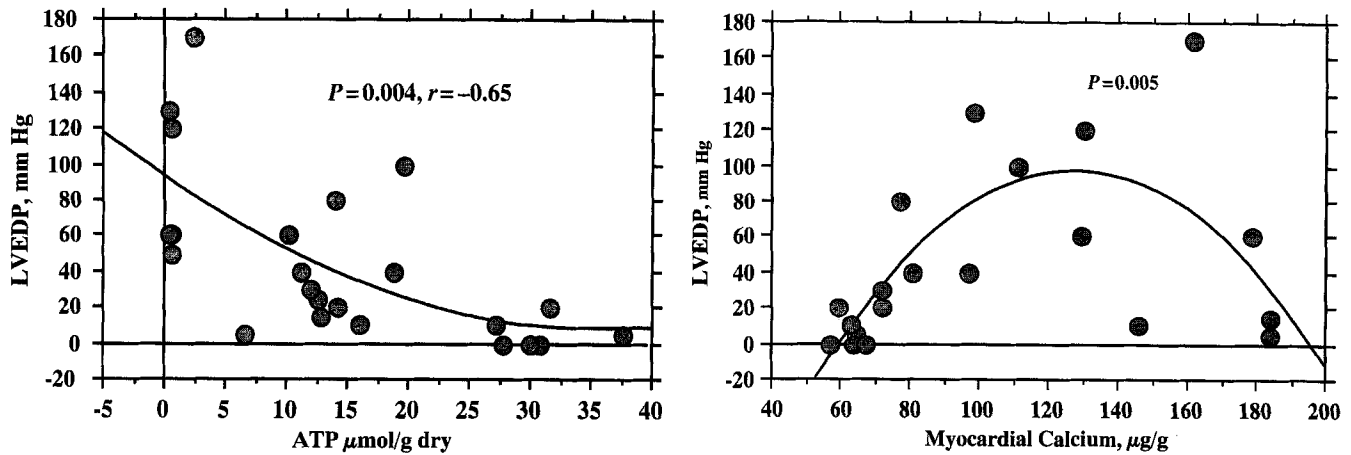 180
160
140
120
100
80
60
40
20
0
-20
LVEDP, mm Hg
P=0.004, r=–0.65
-5 0 5 10 15 20 25 30 35 40
ATP μmol/g dry
180
160
140
120
100
80
60
40
20
0
-20
LVEDP, mm Hg
P=0.005
40 60 80 100 120 140 160 180 200
Myocardial Calcium, μg/g